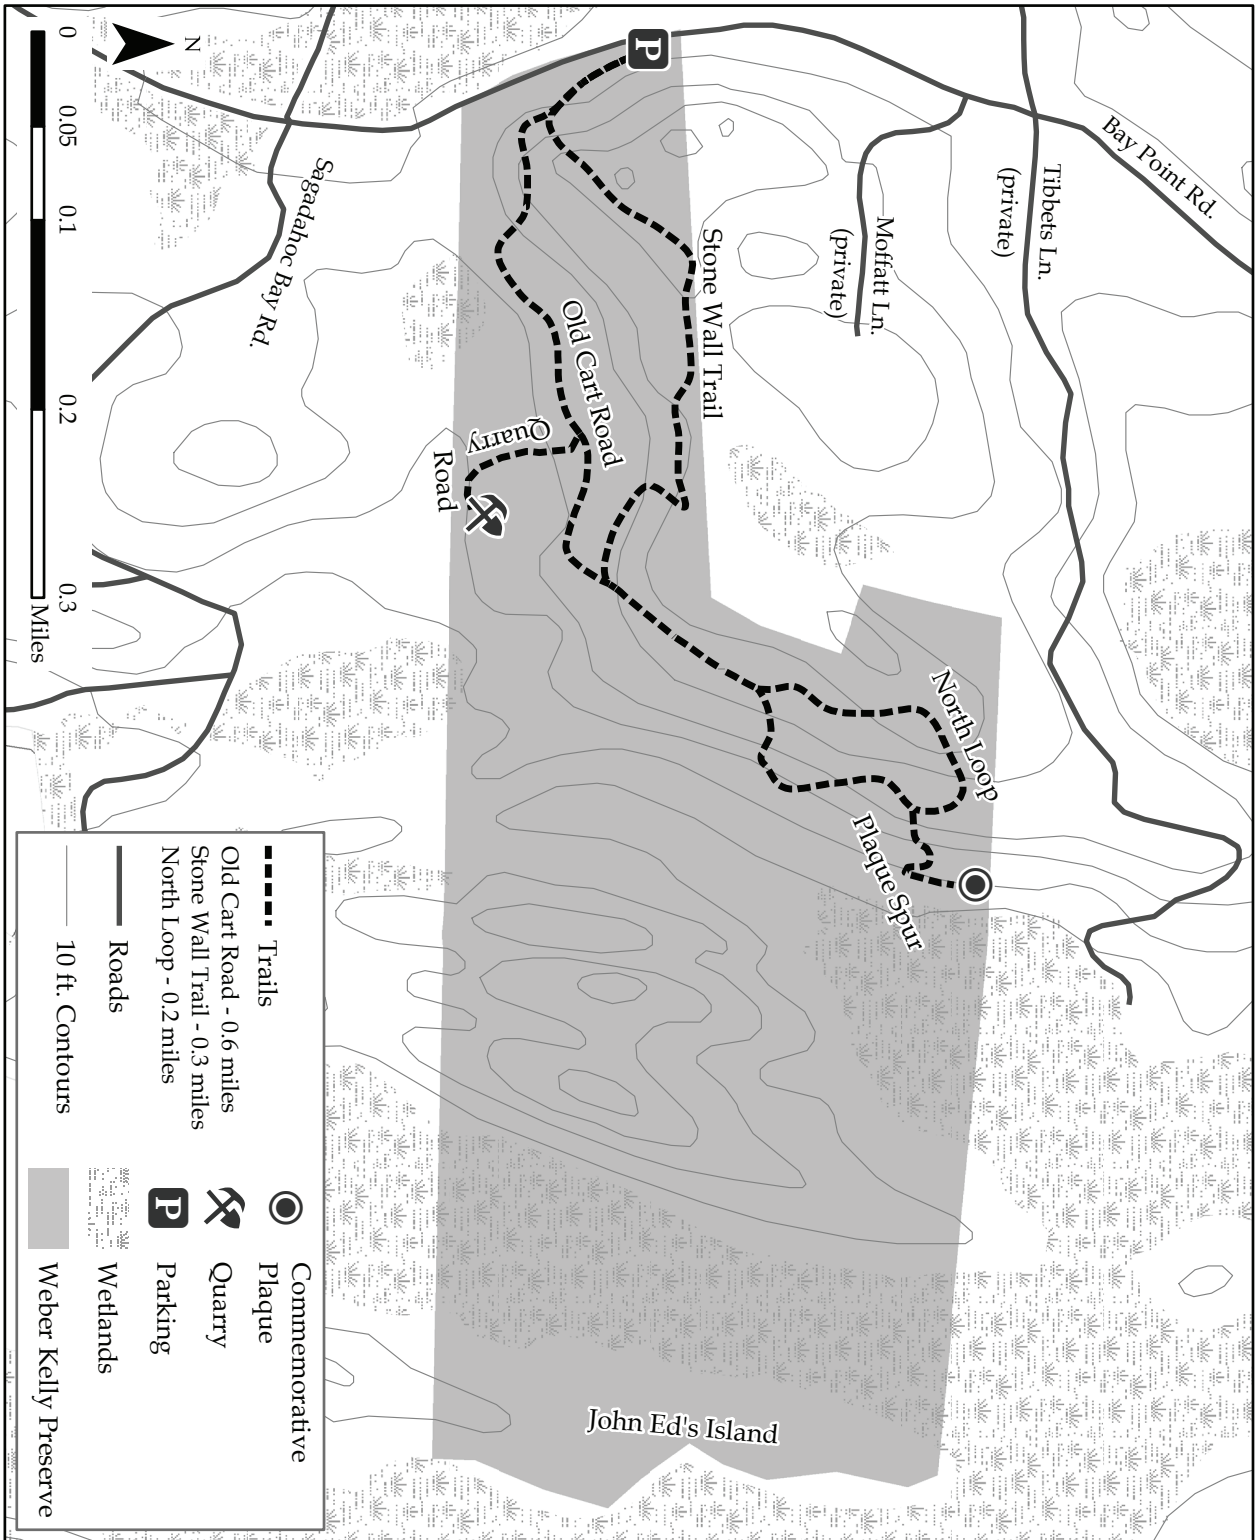 Bay Point Rd.
Tibbets Ln.
(private)
Moffatt Ln.
(private)
Stone Wall Trail
Old Cart Road
Quarry
Road
Sagadahoc Bay Rd.
North Loop
Plaque Spur
John Ed's Island
P
N
0
0.05
0.1
0.2
0.3
Miles
Trails
Old Cart Road - 0.6 miles
Stone Wall Trail - 0.3 miles
North Loop - 0.2 miles
Roads
10 ft. Contours
Commemorative
Plaque
Quarry
P
Parking
Wetlands
Weber Kelly Preserve